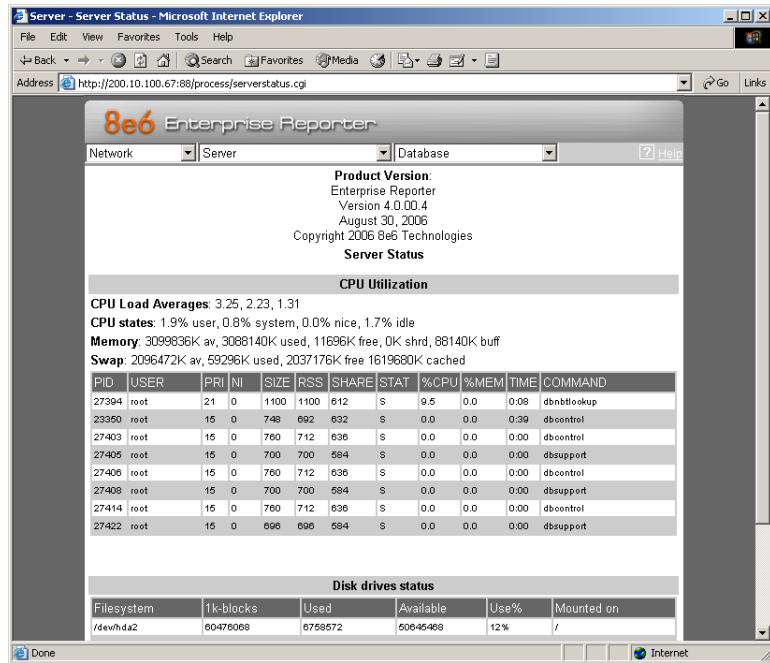 Server - Server Status - Microsoft Internet Explorer
File Edit View Favorites Tools Help
Back Search Favorites Media
Address http://200.10.100.67:88/process/serverstatus.cgi Go Links
8e6 Enterprise Reporter
Network Server Database ? Help
Product Version:
Enterprise Reporter
Version 4.0.00.4
August 30, 2006
Copyright 2006 8e6 Technologies
Server Status
CPU Utilization
CPU Load Averages: 3.25, 2.23, 1.31
CPU states: 1.9% user, 0.8% system, 0.0% nice, 1.7% idle
Memory: 3099836K av, 3088140K used, 11696K free, 0K shrd, 88140K buff
Swap: 2096472K av, 59296K used, 2037176K free 1619680K cached
PID USER PRI NI SIZE RSS SHARE STAT %CPU %MEM TIME COMMAND
27394 root 21 0 1100 1100 612 S 9.5 0.0 0:08 dbnbtlookup
23350 root 15 0 748 692 632 S 0.0 0.0 0:39 dbcontrol
27403 root 15 0 760 712 636 S 0.0 0.0 0:00 dbcontrol
27405 root 15 0 700 700 584 S 0.0 0.0 0:00 dbsupport
27406 root 15 0 760 712 636 S 0.0 0.0 0:00 dbcontrol
27408 root 15 0 700 700 584 S 0.0 0.0 0:00 dbsupport
27414 root 15 0 760 712 636 S 0.0 0.0 0:00 dbcontrol
27422 root 15 0 696 696 584 S 0.0 0.0 0:00 dbsupport
Disk drives status
Filesystem 1k-blocks Used Available Use% Mounted on
/dev/hda2 60476068 6758572 50645468 12% /
Done Internet